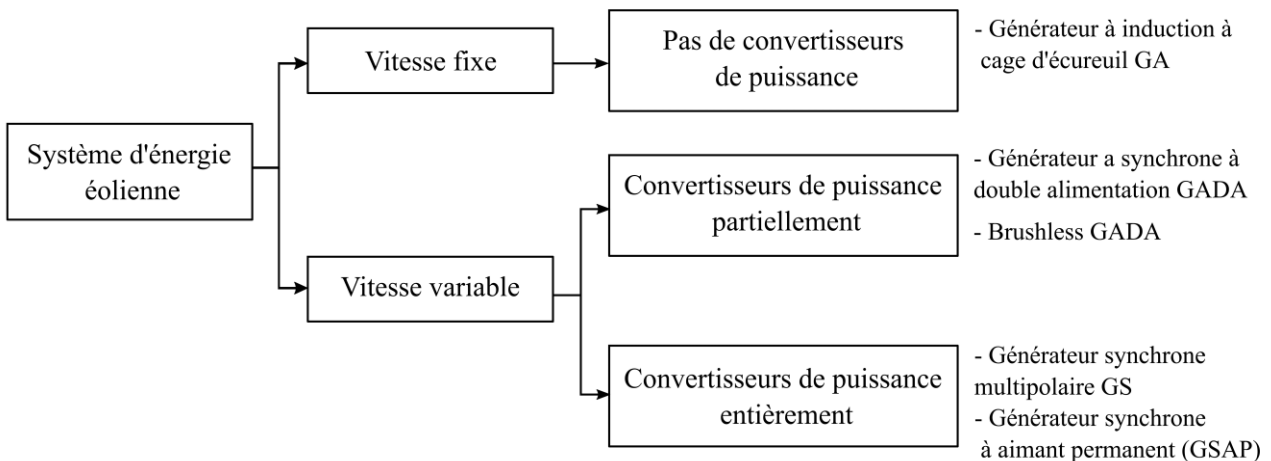 Système d'énergie
éolienne
Vitesse fixe
Pas de convertisseurs
de puissance
- Générateur à induction à
cage d'écureuil GA
Vitesse variable
Convertisseurs de puissance
partiellement
- Générateur a synchrone à
double alimentation GADA
- Brushless GADA
Convertisseurs de puissance
entièrement
- Générateur synchrone
multipolaire GS
- Générateur synchrone
à aimant permanent (GSAP)